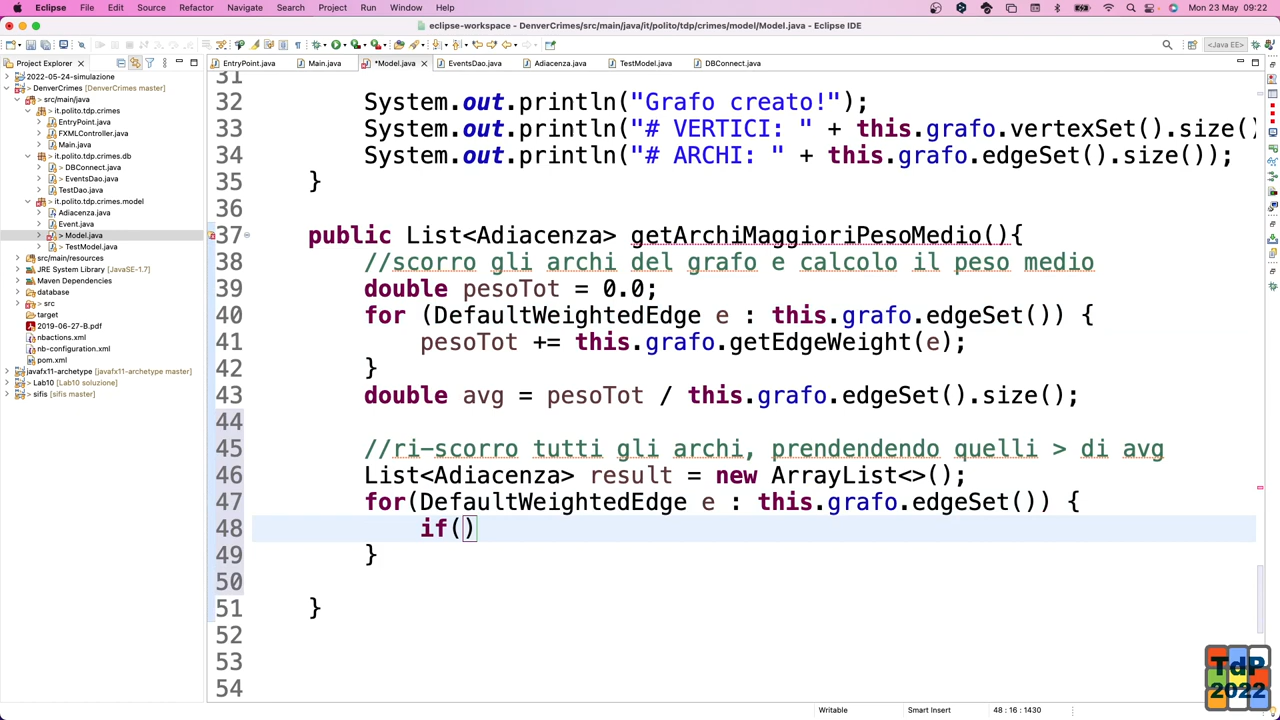 Eclipse File Edit Source Refactor Navigate Search Project Run Window Help Mon 23 May 09:22
eclipse-workspace - DenverCrimes/src/main/java/it/polito/tdp/crimes/model/Model.java - Eclipse IDE
<Java EE>
Project Explorer
EntryPoint.java Main.java *Model.java EventsDao.java Adiacenza.java TestModel.java DBConnect.java
2022-05-24-simulazione
DenverCrimes [DenverCrimes master]
src/main/java
it.polito.tdp.crimes
EntryPoint.java
FXMLController.java
Main.java
it.polito.tdp.crimes.db
DBConnect.java
EventsDao.java
TestDao.java
it.polito.tdp.crimes.model
Adiacenza.java
Event.java
> Model.java
TestModel.java
src/main/resources
JRE System Library [JavaSE-1.7]
Maven Dependencies
database
> src
target
2019-06-27-B.pdf
nbactions.xml
nb-configuration.xml
pom.xml
javafx11-archetype [javafx11-archetype master]
Lab10 [Lab10 soluzione]
> sifis [sifis master]
31
32 System.out.println("Grafo creato!");
33 System.out.println("# VERTICI: " + this.grafo.vertexSet().size()
34 System.out.println("# ARCHI: " + this.grafo.edgeSet().size());
35 }
36
37 public List<Adiacenza> getArchiMaggioriPesoMedio(){
38 //scorro gli archi del grafo e calcolo il peso medio
39 double pesoTot = 0.0;
40 for (DefaultWeightedEdge e : this.grafo.edgeSet()) {
41 pesoTot += this.grafo.getEdgeWeight(e);
42 }
43 double avg = pesoTot / this.grafo.edgeSet().size();
44
45 //ri-scorro tutti gli archi, prendendendo quelli > di avg
46 List<Adiacenza> result = new ArrayList<>();
47 for(DefaultWeightedEdge e : this.grafo.edgeSet()) {
48 if()
49 }
50
51 }
52
53
54
TdP
2022
Writable Smart Insert 48 : 16 : 1430